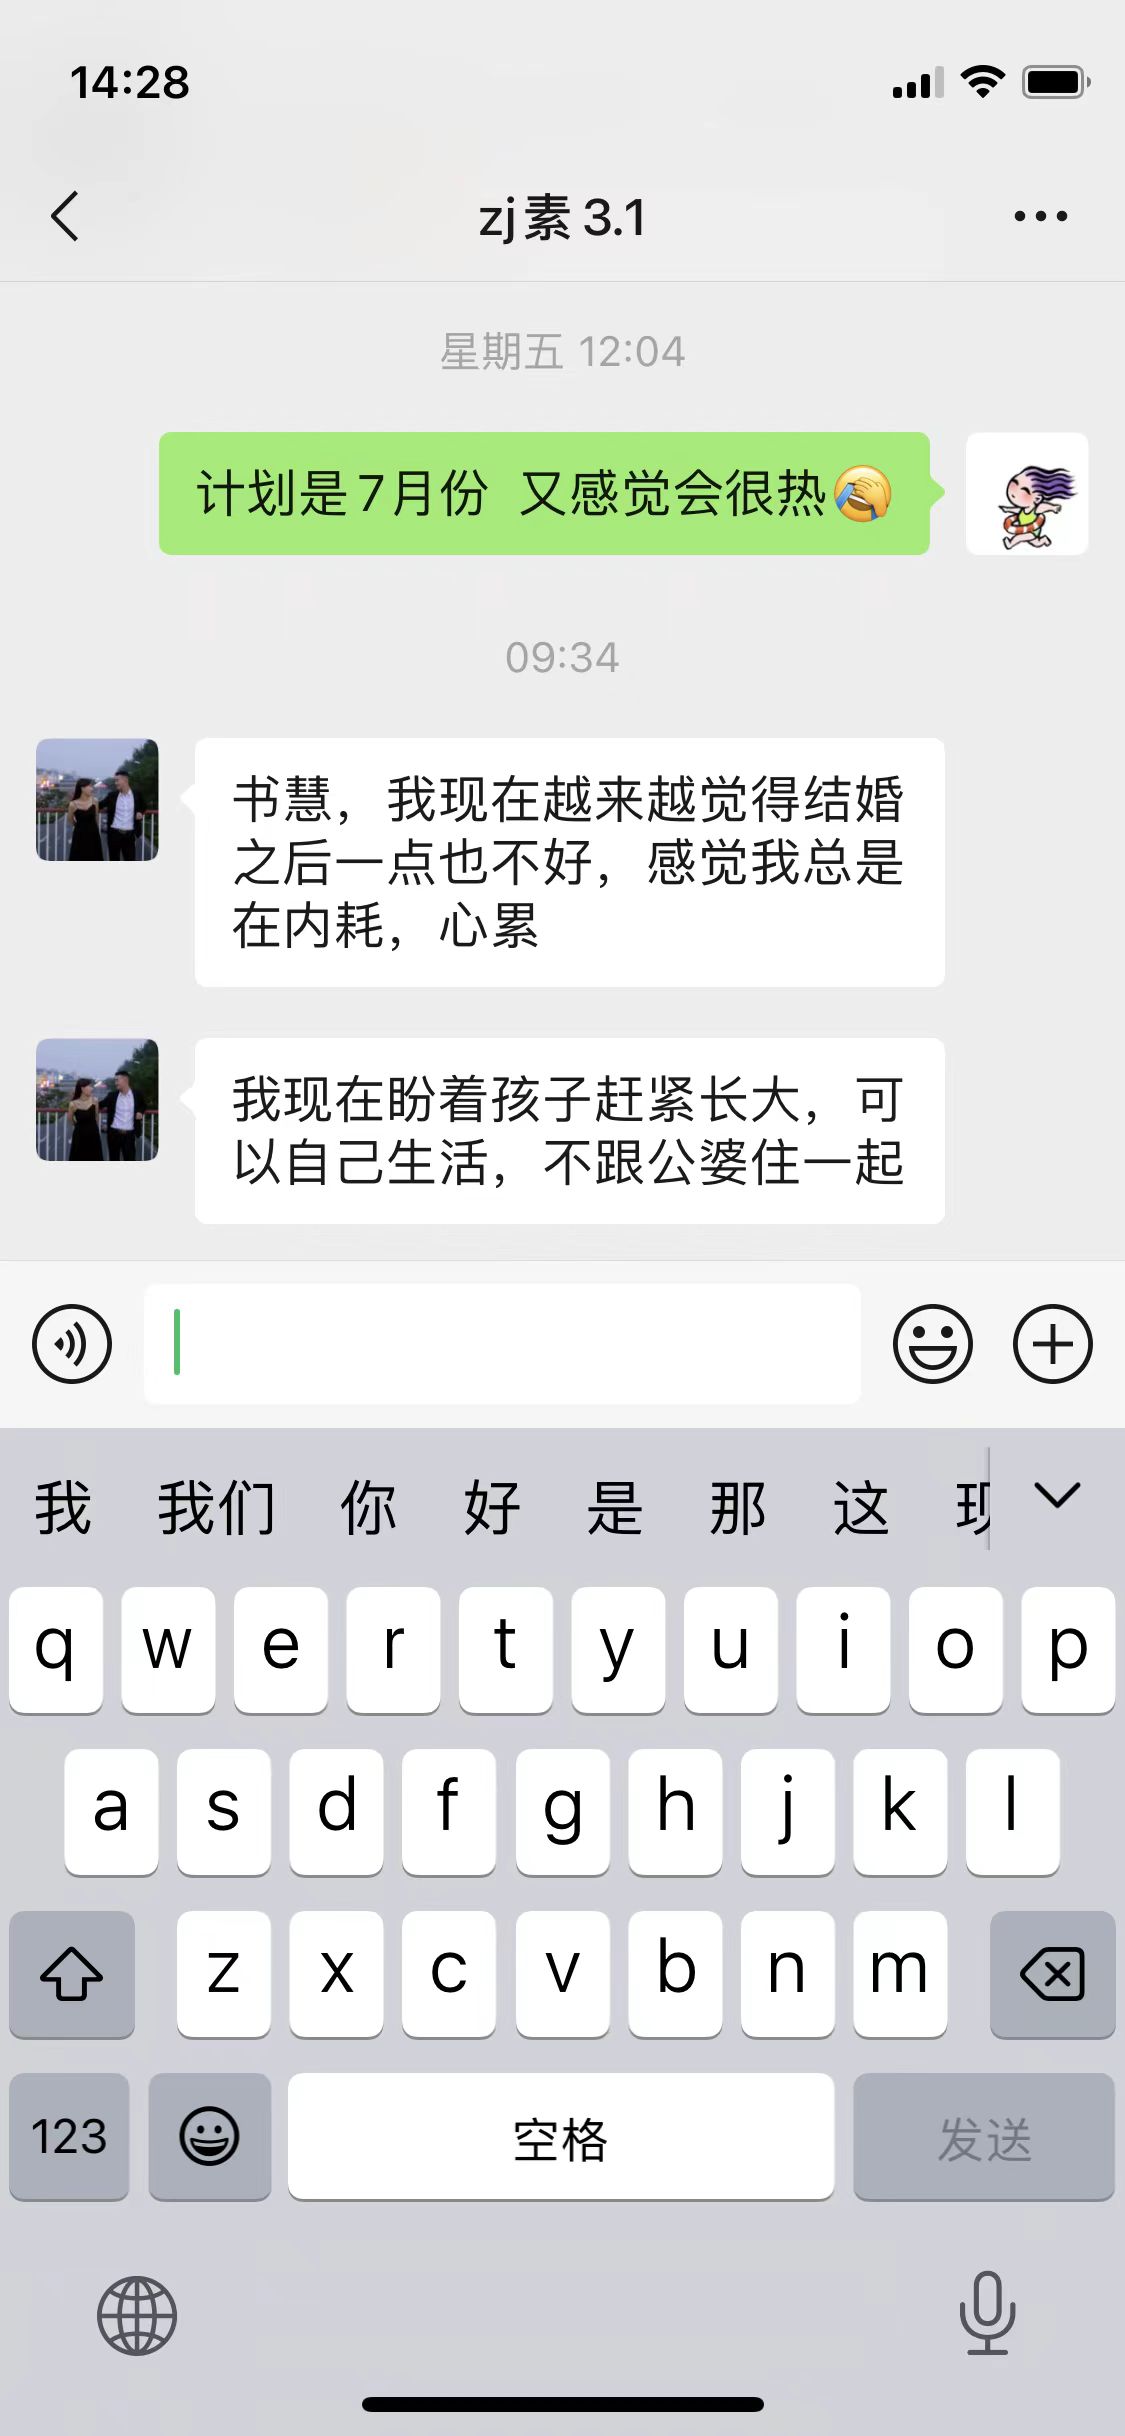 14:28
zj素3.1
星期五 12:04
计划是7月份 又感觉会很热🤣
09:34
书慧，我现在越来越觉得结婚
之后一点也不好，感觉我总是
在内耗，心累
我现在盼着孩子赶紧长大，可
以自己生活，不跟公婆住一起
我 我们 你 好 是 那 这
q w e r t y u i o p
a s d f g h j k l
z x c v b n m
123 空格 发送